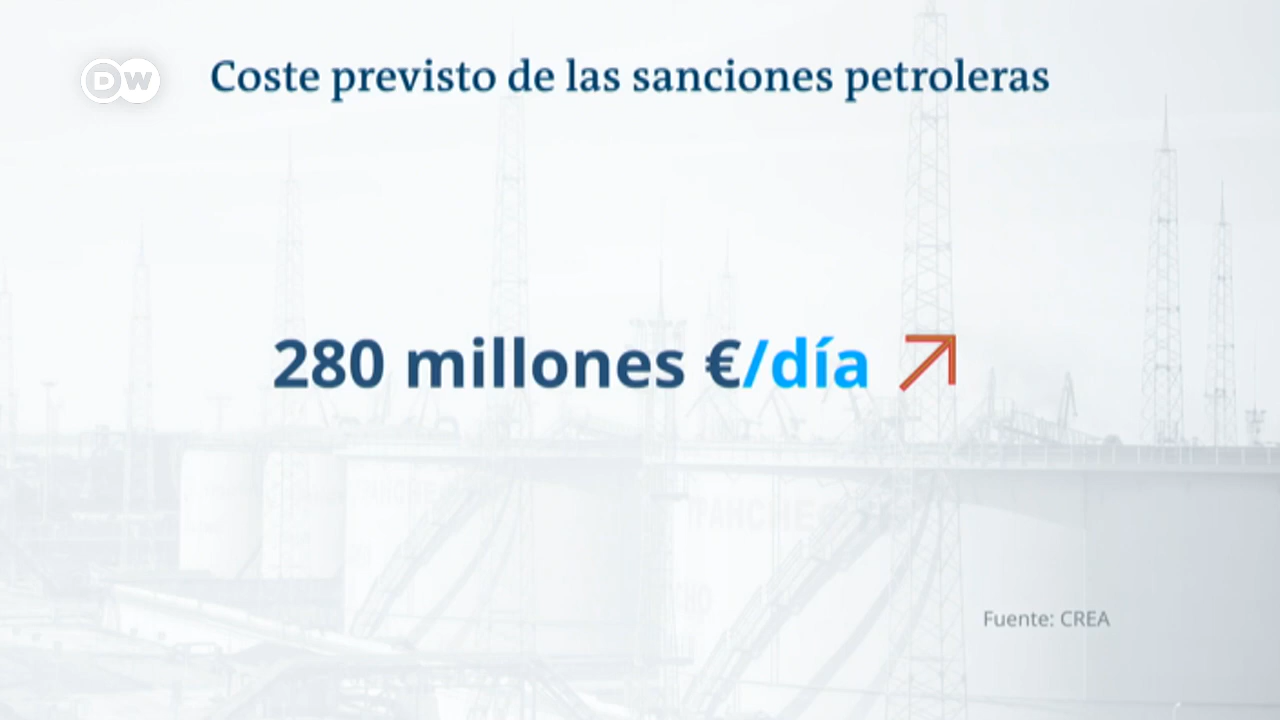 DW
Coste previsto de las sanciones petroleras
280 millones €/día
Fuente: CREA